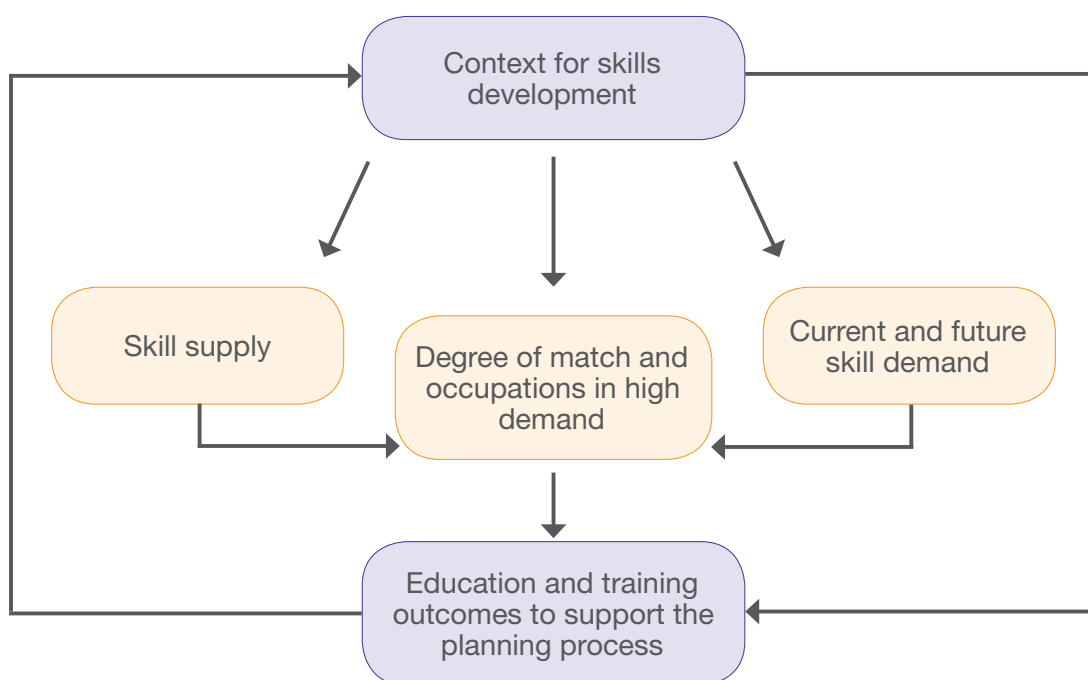 Context for skills
development
Skill supply
Degree of match and
occupations in high
demand
Current and future
skill demand
Education and training
outcomes to support the
planning process